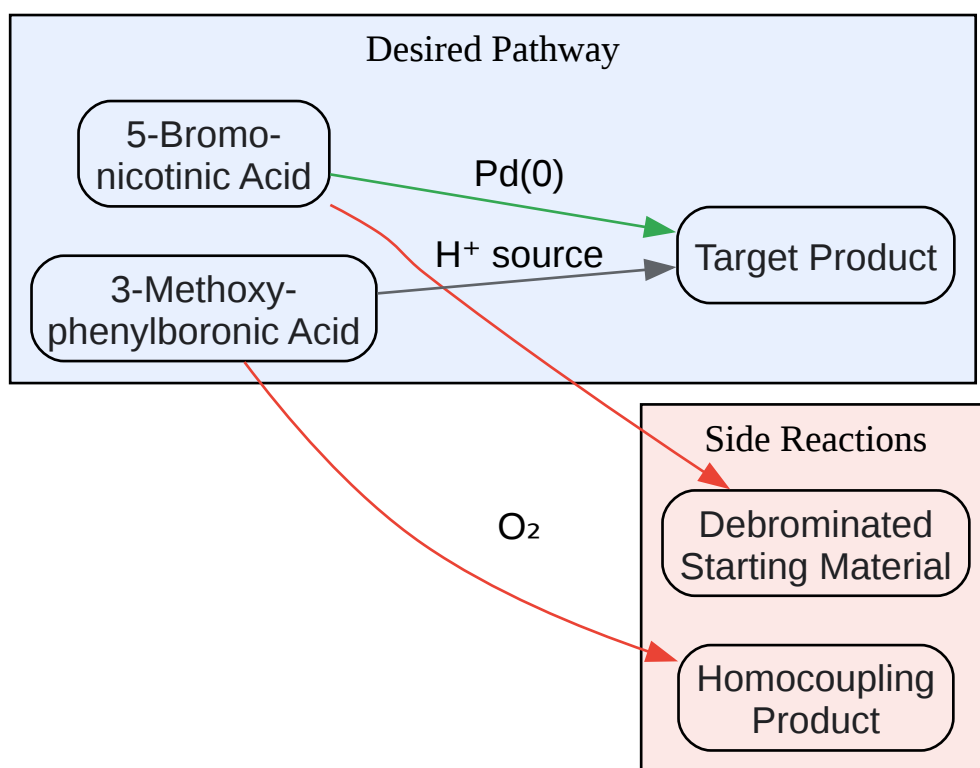 Desired Pathway
5-Bromo-
nicotinic Acid
Pd(0)
H⁺ source
Target Product
3-Methoxy-
phenylboronic Acid
Side Reactions
O₂
Debrominated
Starting Material
Homocoupling
Product